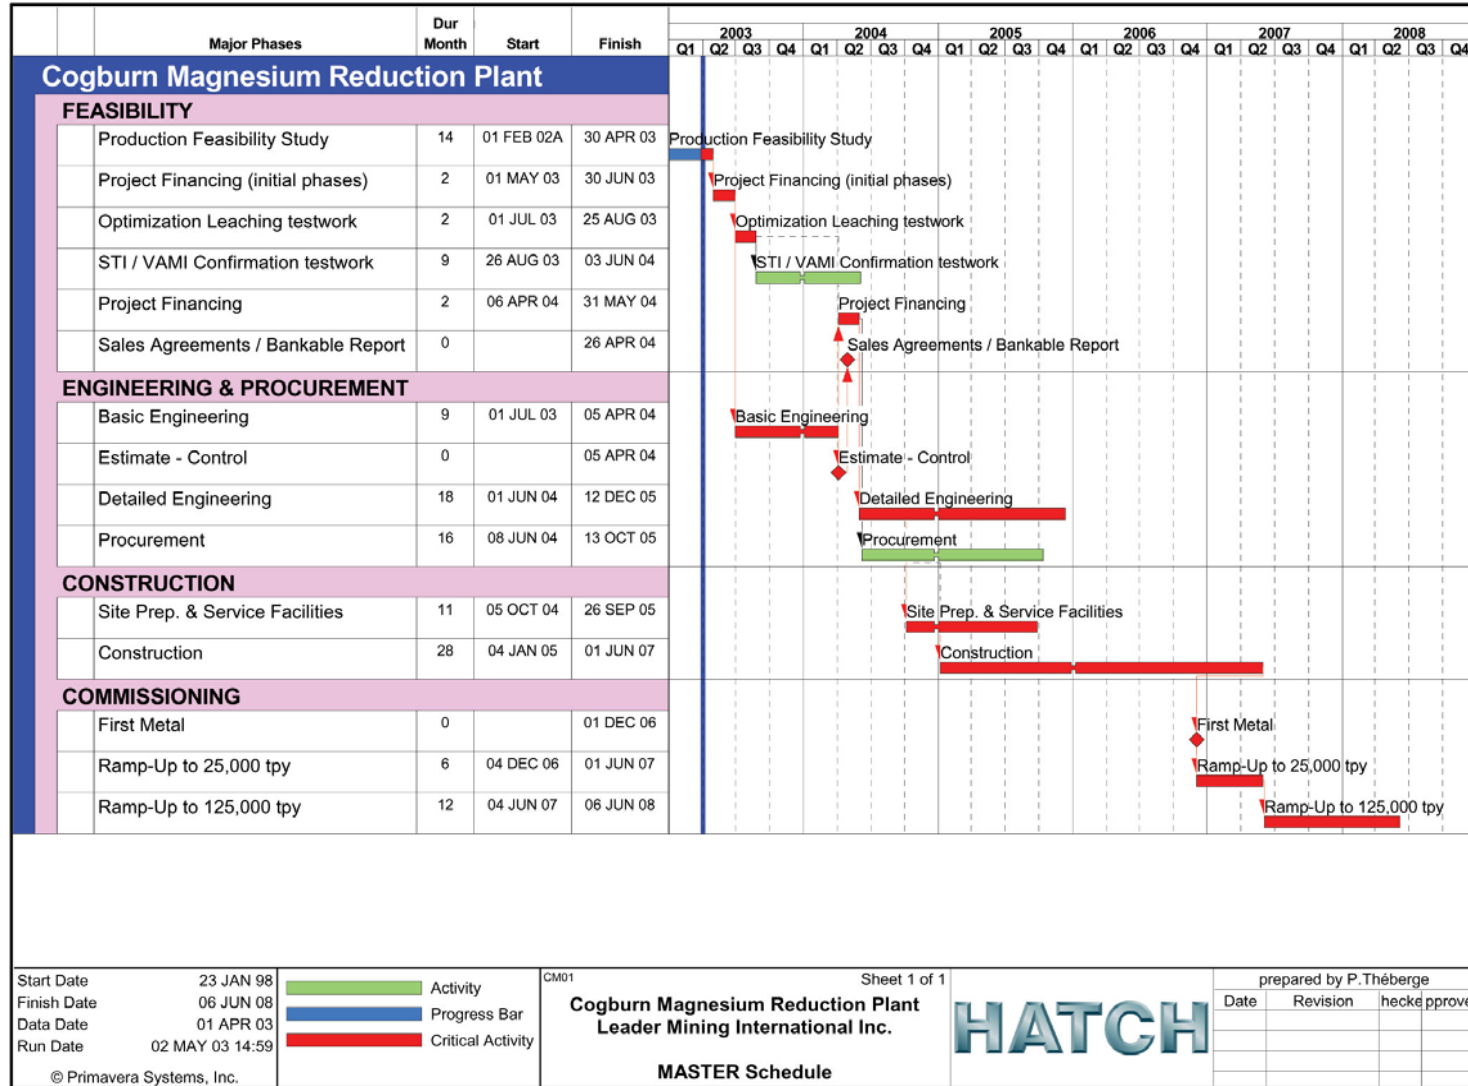 Major Phases Dur Month Start Finish
2003 2004 2005 2006 2007 2008
Q1 Q2 Q3 Q4 Q1 Q2 Q3 Q4 Q1 Q2 Q3 Q4 Q1 Q2 Q3 Q4 Q1 Q2 Q3 Q4 Q1 Q2 Q3 Q4
Cogburn Magnesium Reduction Plant
FEASIBILITY
Production Feasibility Study 14 01 FEB 02A 30 APR 03 Production Feasibility Study
Project Financing (initial phases) 2 01 MAY 03 30 JUN 03 Project Financing (initial phases)
Optimization Leaching testwork 2 01 JUL 03 25 AUG 03 Optimization Leaching testwork
STI / VAMI Confirmation testwork 9 26 AUG 03 03 JUN 04 STI / VAMI Confirmation testwork
Project Financing 2 06 APR 04 31 MAY 04 Project Financing
Sales Agreements / Bankable Report 0 26 APR 04 Sales Agreements / Bankable Report
ENGINEERING & PROCUREMENT
Basic Engineering 9 01 JUL 03 05 APR 04 Basic Engineering
Estimate - Control 0 05 APR 04 Estimate - Control
Detailed Engineering 18 01 JUN 04 12 DEC 05 Detailed Engineering
Procurement 16 08 JUN 04 13 OCT 05 Procurement
CONSTRUCTION
Site Prep. & Service Facilities 11 05 OCT 04 26 SEP 05 Site Prep. & Service Facilities
Construction 28 04 JAN 05 01 JUN 07 Construction
COMMISSIONING
First Metal 0 01 DEC 06 First Metal
Ramp-Up to 25,000 tpy 6 04 DEC 06 01 JUN 07 Ramp-Up to 25,000 tpy
Ramp-Up to 125,000 tpy 12 04 JUN 07 06 JUN 08 Ramp-Up to 125,000 tpy
Start Date 23 JAN 98
Finish Date 06 JUN 08
Data Date 01 APR 03
Run Date 02 MAY 03 14:59
© Primavera Systems, Inc.
Activity
Progress Bar
Critical Activity
CM01 Sheet 1 of 1
Cogburn Magnesium Reduction Plant
Leader Mining International Inc.
MASTER Schedule
HATCH
prepared by P.Théberge
Date Revision hecke pprove